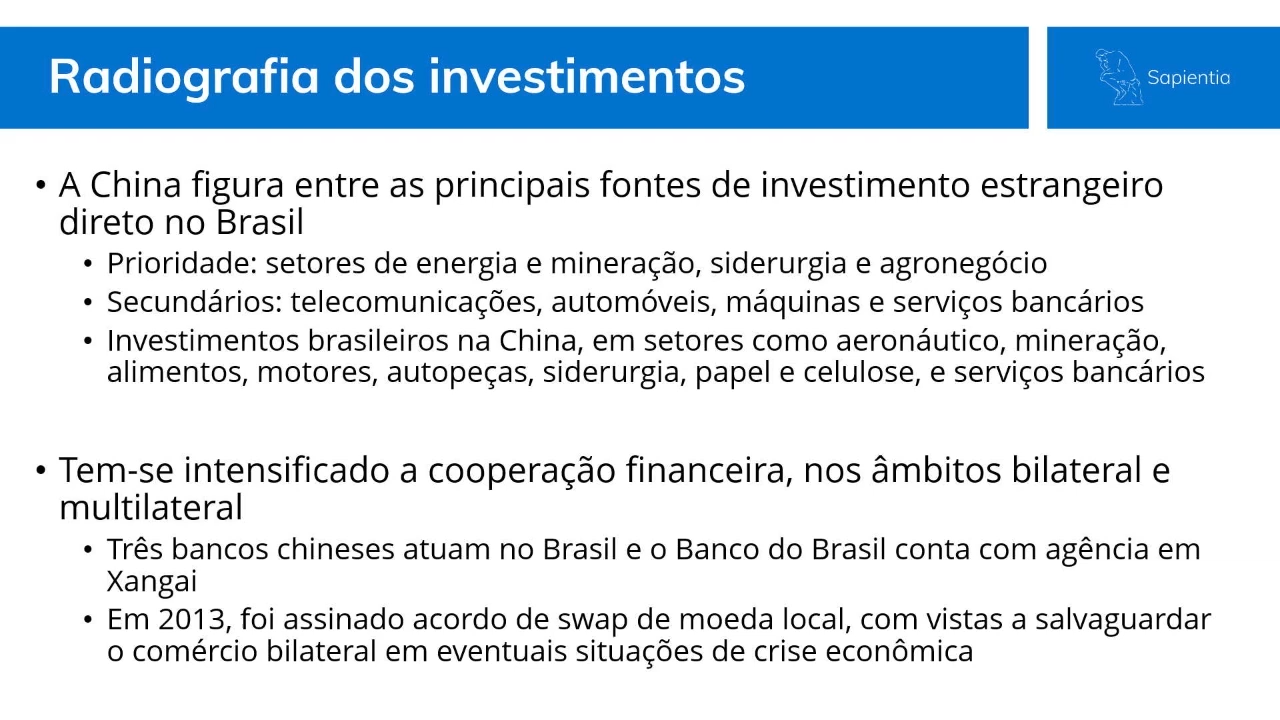 Radiografia dos investimentos
Sapientia
• A China figura entre as principais fontes de investimento estrangeiro
direto no Brasil
• Prioridade: setores de energia e mineração, siderurgia e agronegócio
• Secundários: telecomunicações, automóveis, máquinas e serviços bancários
• Investimentos brasileiros na China, em setores como aeronáutico, mineração,
alimentos, motores, autopeças, siderurgia, papel e celulose, e serviços bancários
• Tem-se intensificado a cooperação financeira, nos âmbitos bilateral e
multilateral
• Três bancos chineses atuam no Brasil e o Banco do Brasil conta com agência em
Xangai
• Em 2013, foi assinado acordo de swap de moeda local, com vistas a salvaguardar
o comércio bilateral em eventuais situações de crise econômica